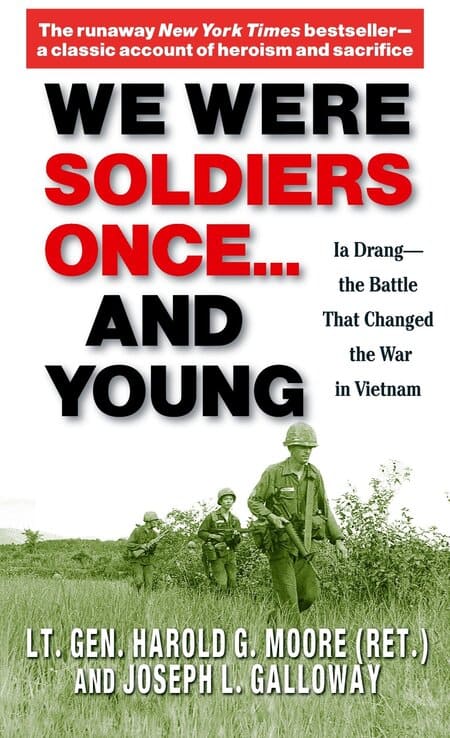 The runaway New York Times bestseller—
a classic account of heroism and sacrifice
WE WERE
SOLDIERS
ONCE...
AND
YOUNG
Ia Drang—
the Battle
That Changed
the War
in Vietnam
LT. GEN. HAROLD G. MOORE (RET.)
AND JOSEPH L. GALLOWAY